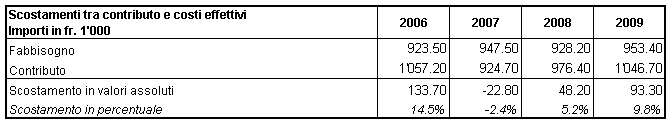 Scostamenti tra contributo e costi effettivi
Importi in fr. 1'000 2006 2007 2008 2009
Fabbisogno 923.50 947.50 928.20 953.40
Contributo 1'057.20 924.70 976.40 1'046.70
Scostamento in valori assoluti 133.70 -22.80 48.20 93.30
Scostamento in percentuale 14.5% -2.4% 5.2% 9.8%